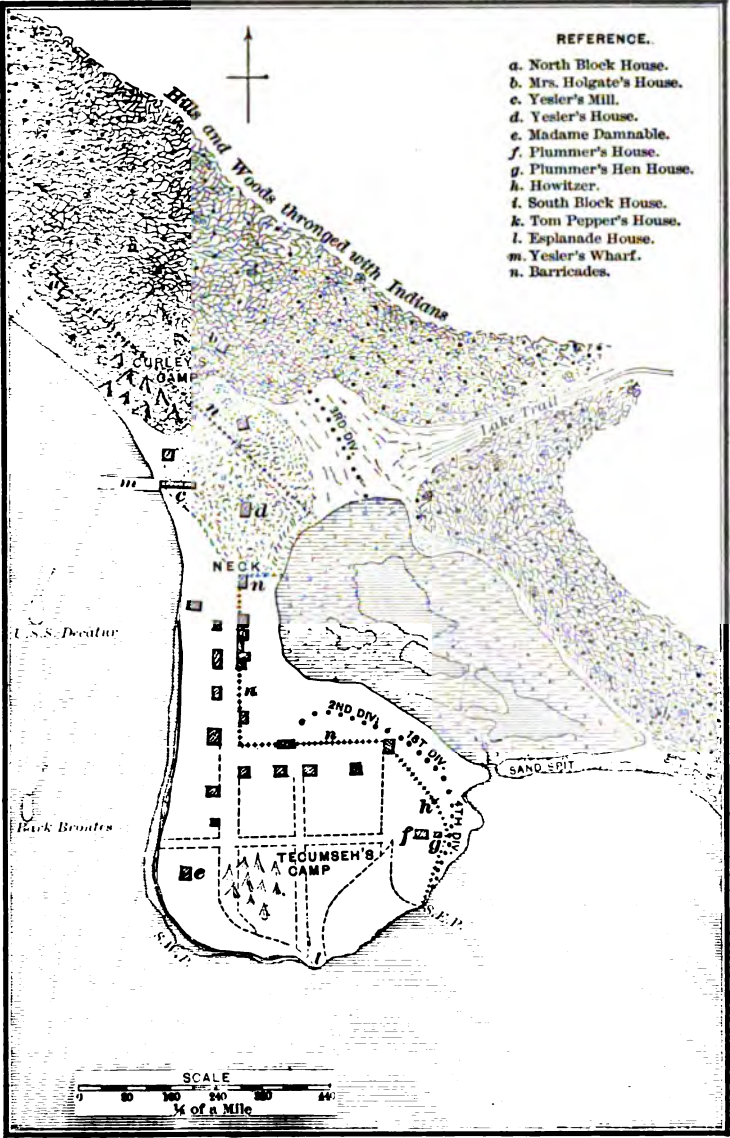 REFERENCE.
a. North Block House.
b. Mrs. Holgate's House.
c. Yesler's Mill.
d. Yesler's House.
e. Madame Damnable.
f. Plummer's House.
g. Plummer's Hen House.
h. Howitzer.
i. South Block House.
k. Tom Pepper's House.
l. Esplanade House.
m. Yesler's Wharf.
n. Barricades.
Hills and Woods thronged with Indians
CURLEY'S
CAMP
n
3RD DIV.
Lake Trail
a
m
c
d
NECK
n
U.S.S. Decatur
n
2ND DIV.
n
1ST DIV.
SAND SPIT
h
4TH DIV.
Bark Brontes
f
g
TECUMSEH'S
CAMP
e
S.E.P.
S.W.P.
l
SCALE
0 80 160 240 320 440
¼ of a Mile